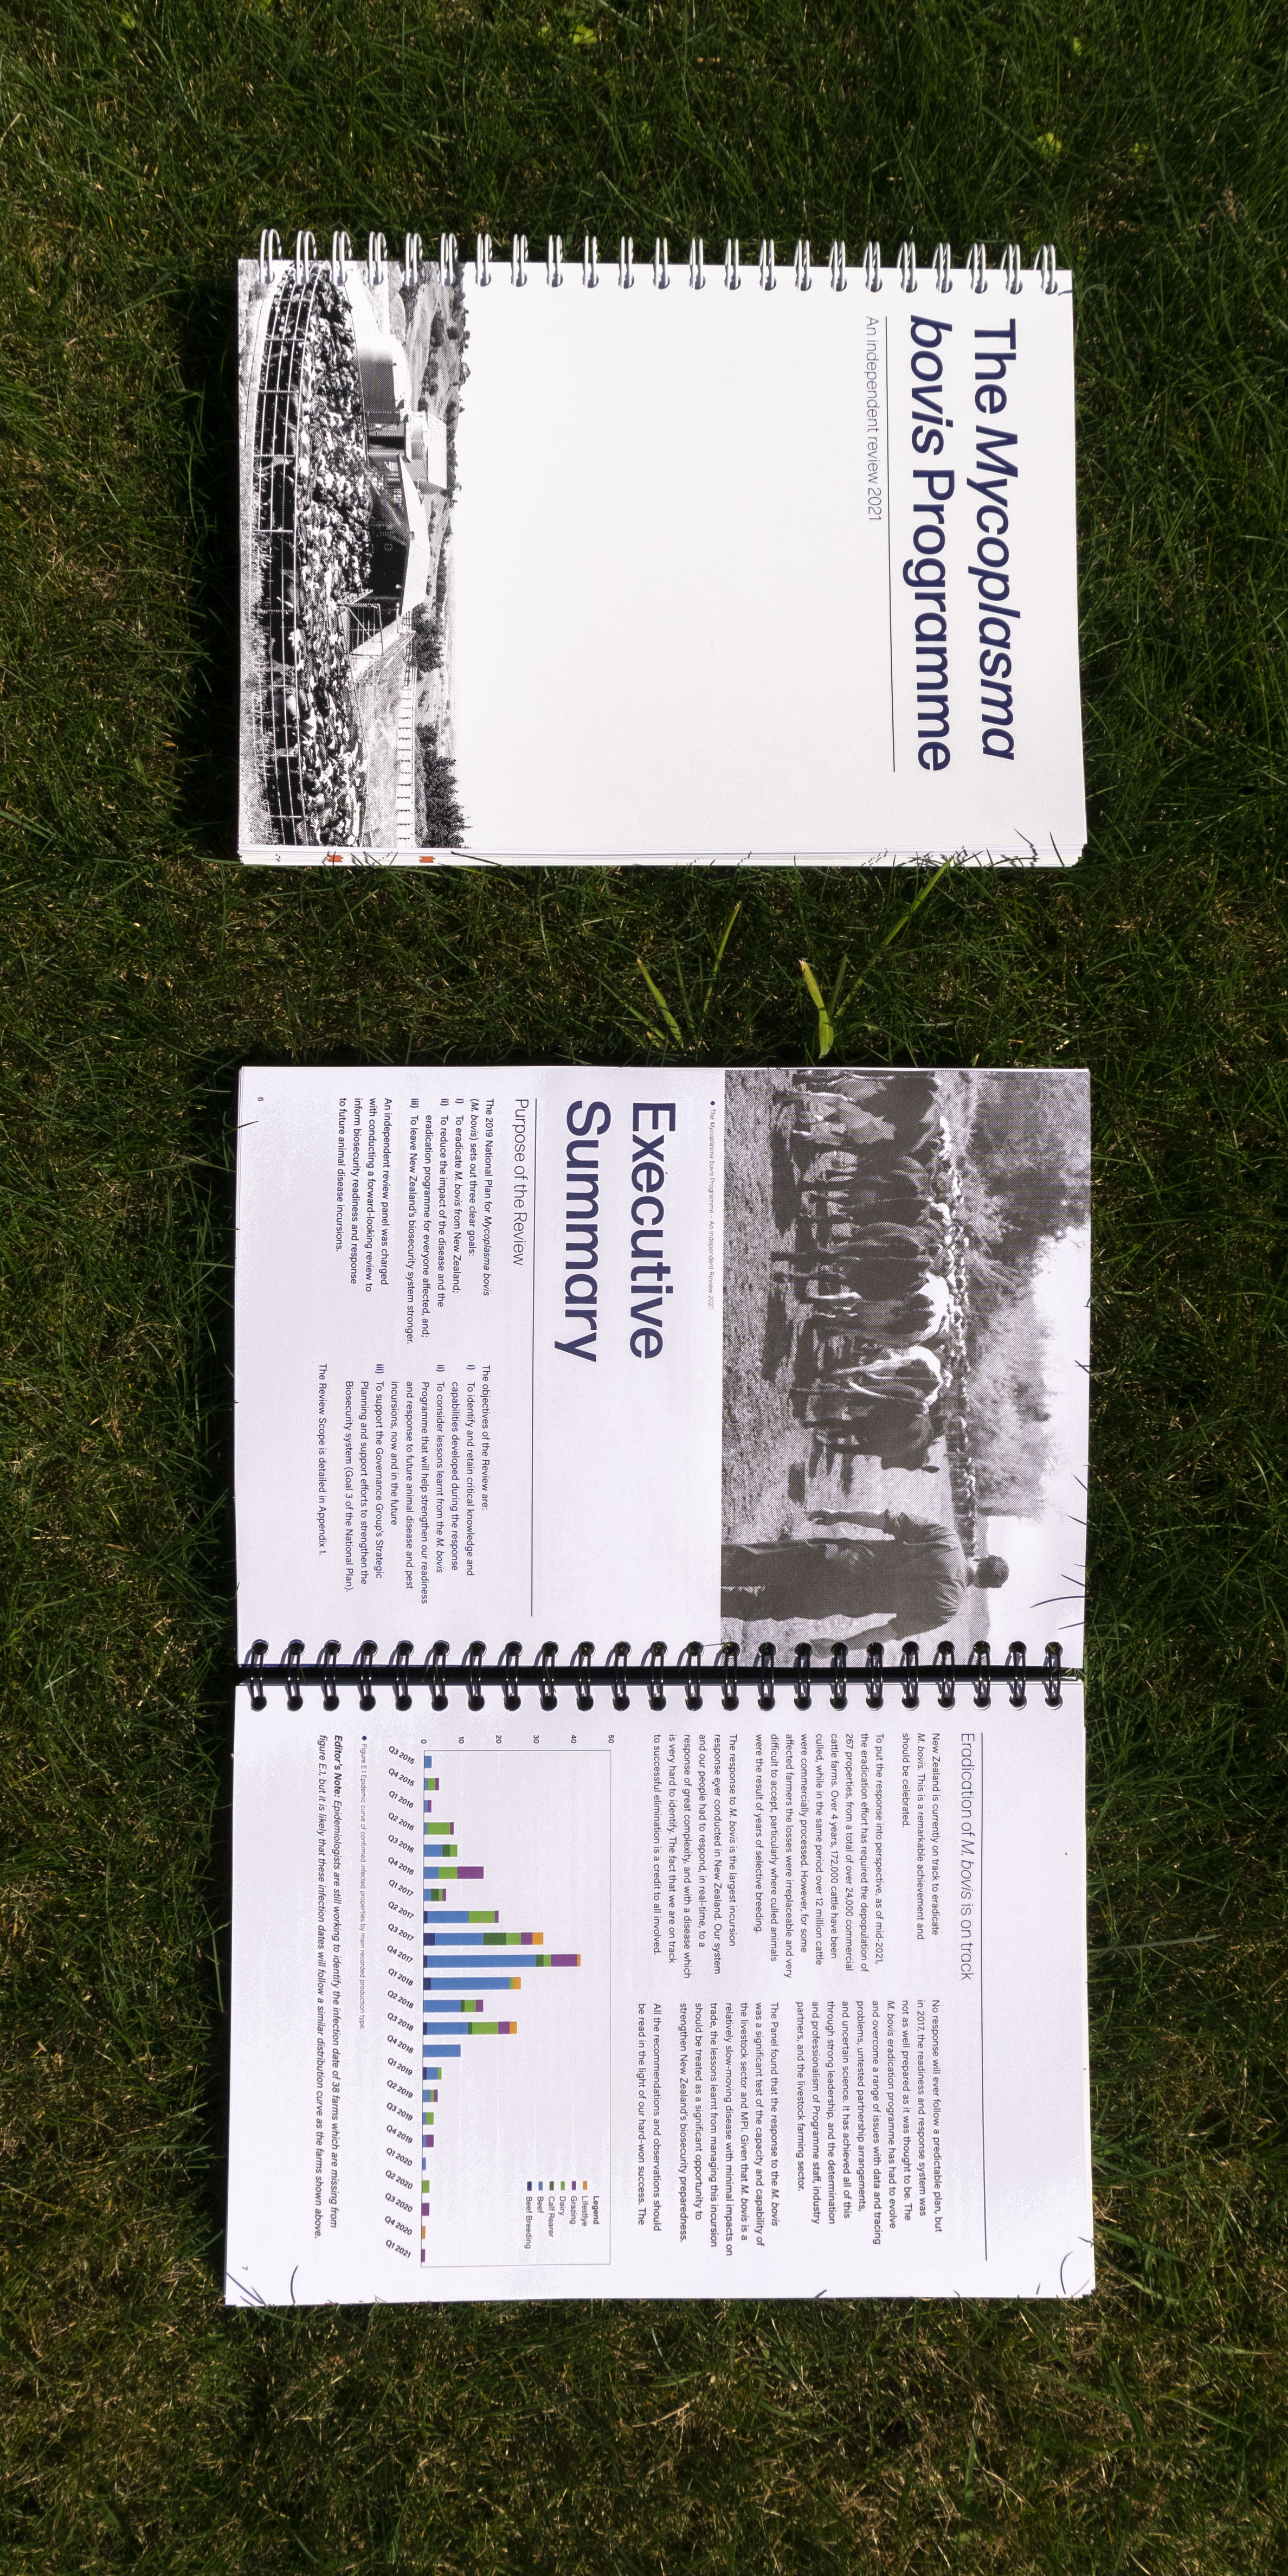 The Mycoplasma
bovis Programme
An independent review 2021
The Mycoplasma bovis Programme – An Independent Review 2021
Executive
Summary
Purpose of the Review
The 2019 National Plan for Mycoplasma bovis
(M. bovis) sets out three clear goals:
i) To eradicate M. bovis from New Zealand;
ii) To reduce the impact of the disease and the
eradication programme for everyone affected, and;
iii) To leave New Zealand's biosecurity system stronger.
An independent review panel was charged
with conducting a forward-looking review to
inform biosecurity readiness and response
to future animal disease incursions.
The objectives of the Review are:
i) To identify and retain critical knowledge and
capabilities developed during the response
ii) To consider lessons learnt from the M. bovis
Programme that will help strengthen our readiness
and response to future animal disease and pest
incursions, now and in the future
iii) To support the Governance Group's Strategic
Planning and support efforts to strengthen the
Biosecurity system (Goal 3 of the National Plan).
The Review Scope is detailed in Appendix 1.
6
Eradication of M. bovis is on track
New Zealand is currently on track to eradicate
M. bovis. This is a remarkable achievement and
should be celebrated.
To put the response into perspective, as of mid-2021,
the eradication effort has required the depopulation of
267 properties, from a total of over 24,000 commercial
cattle farms. Over 4 years, 172,000 cattle have been
culled, while in the same period over 12 million cattle
were commercially processed. However, for some
affected farmers the losses were irreplaceable and very
difficult to accept, particularly where culled animals
were the result of years of selective breeding.
The response to M. bovis is the largest incursion
response ever conducted in New Zealand. Our system
and our people had to respond, in real-time, to a
response of great complexity, and with a disease which
is very hard to identify. The fact that we are on track
to successful elimination is a credit to all involved.
No response will ever follow a predictable plan, but
in 2017, the readiness and response system was
not as well prepared as it was thought to be. The
M. bovis eradication programme has had to evolve
and overcome a range of issues with data and tracing
problems, untested partnership arrangements,
and uncertain science. It has achieved all of this
through strong leadership, and the determination
and professionalism of Programme staff, industry
partners, and the livestock farming sector.
The Panel found that the response to the M. bovis
was a significant test of the capacity and capability of
the livestock sector and MPI. Given that M. bovis is a
relatively slow-moving disease with minimal impacts on
trade, the lessons learnt from managing this incursion
should be treated as a significant opportunity to
strengthen New Zealand's biosecurity preparedness.
All the recommendations and observations should
be read in the light of our hard-won success. The
50
40
30
20
10
0
Legend
Lifestyle
Grazing
Dairy
Calf Rearer
Beef
Beef Breeding
Q3 2015
Q4 2015
Q1 2016
Q2 2016
Q3 2016
Q4 2016
Q1 2017
Q2 2017
Q3 2017
Q4 2017
Q1 2018
Q2 2018
Q3 2018
Q4 2018
Q1 2019
Q2 2019
Q3 2019
Q4 2019
Q1 2020
Q2 2020
Q3 2020
Q4 2020
Q1 2021
Figure E.1 Epidemic curve of confirmed infected properties by main recorded production type
Editor's Note: Epidemiologists are still working to identify the infection date of 38 farms which are missing from
figure E.1, but it is likely that these infection dates will follow a similar distribution curve as the farms shown above.
7